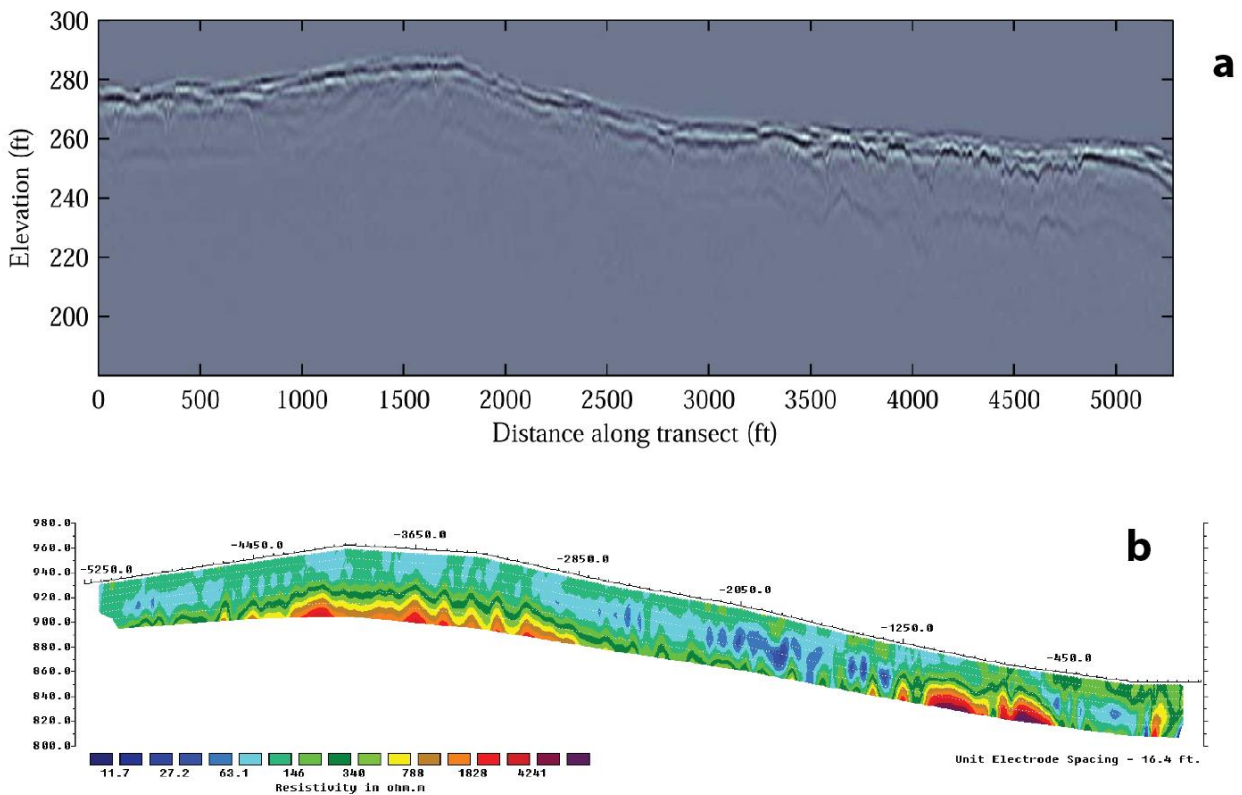 300
a
280
260
240
220
200
Elevation (ft)
0 500 1000 1500 2000 2500 3000 3500 4000 4500 5000
Distance along transect (ft)
b
980.0
960.0
940.0
920.0
900.0
880.0
860.0
840.0
820.0
800.0
-5250.0 -4450.0 -3650.0 -2850.0 -2050.0 -1250.0 -450.0
11.7 27.2 63.1 146 340 788 1828 4241
Resistivity in ohm.m
Unit Electrode Spacing - 16.4 ft.